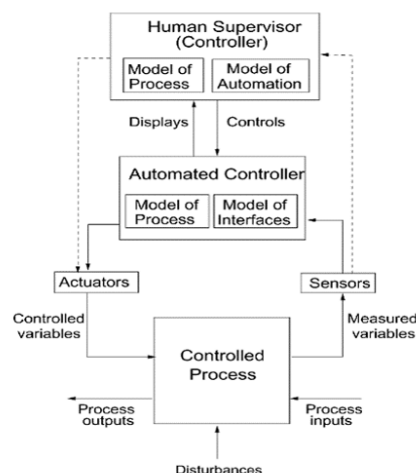 Human Supervisor
(Controller)
Model of
Process
Model of
Automation
Displays
Controls
Automated Controller
Model of
Process
Model of
Interfaces
Actuators
Sensors
Controlled
variables
Measured
variables
Controlled
Process
Process
outputs
Process
inputs
Disturbances